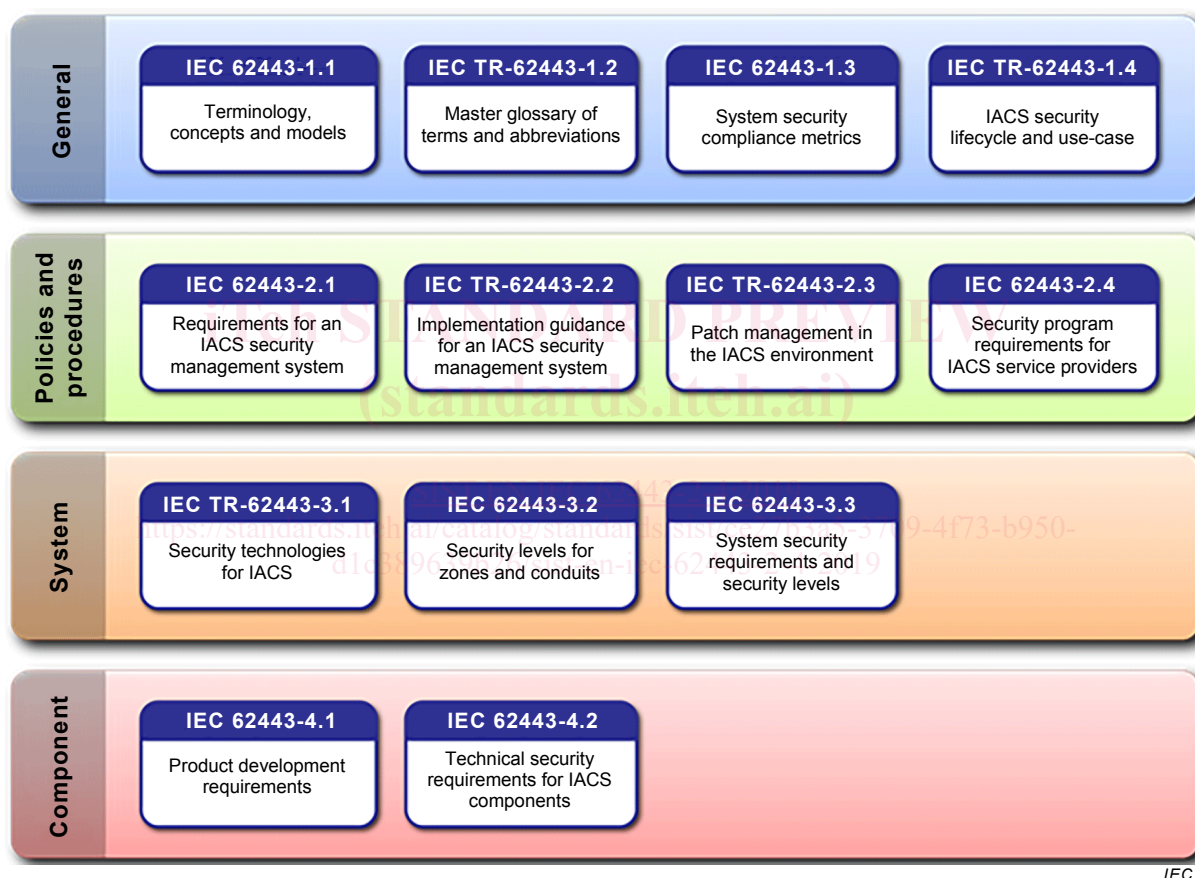 General
IEC 62443-1.1
Terminology,
concepts and models
IEC TR-62443-1.2
Master glossary of
terms and abbreviations
IEC 62443-1.3
System security
compliance metrics
IEC TR-62443-1.4
IACS security
lifecycle and use-case
Policies and
procedures
IEC 62443-2.1
Requirements for an
IACS security
management system
IEC TR-62443-2.2
Implementation guidance
for an IACS security
management system
IEC TR-62443-2.3
Patch management in
the IACS environment
IEC 62443-2.4
Security program
requirements for
IACS service providers
iTeh STANDARD PREVIEW
(standards.iteh.ai)
System
IEC TR-62443-3.1
Security technologies
for IACS
IEC 62443-3.2
Security levels for
zones and conduits
IEC 62443-3.3
System security
requirements and
security levels
Component
IEC 62443-4.1
Product development
requirements
IEC 62443-4.2
Technical security
requirements for IACS
components
IEC